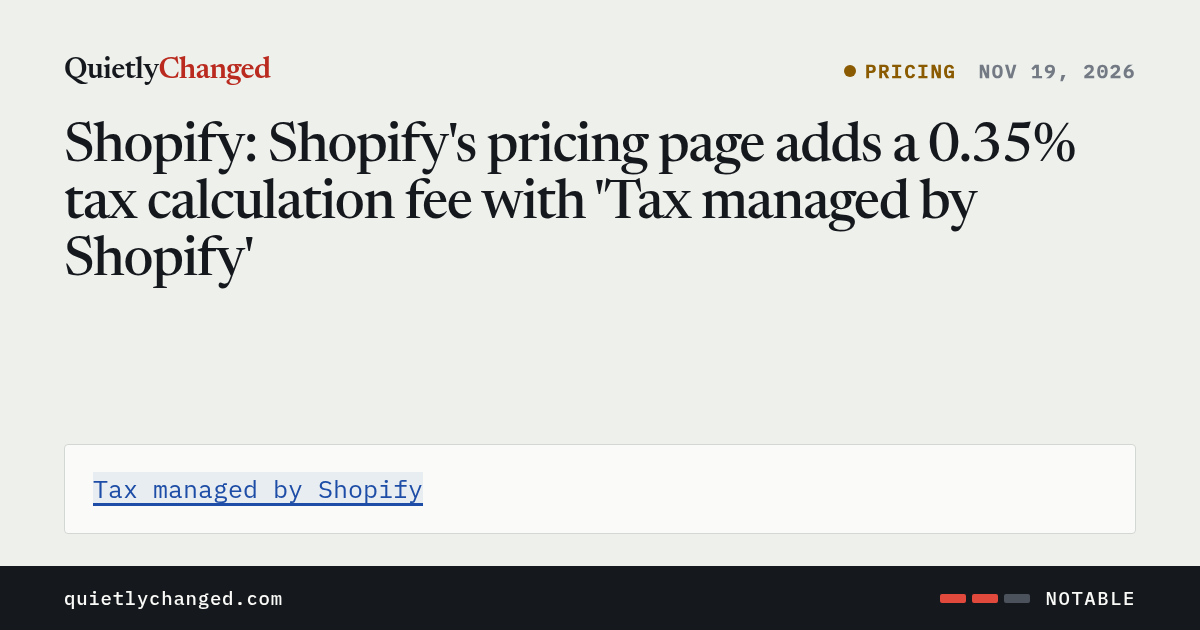 QuietlyChanged
PRICING NOV 19, 2026
Shopify: Shopify's pricing page adds a 0.35%
tax calculation fee with "Tax managed by
Shopify'
Tax managed by Shopify
quietlychanged.com
NOTABLE